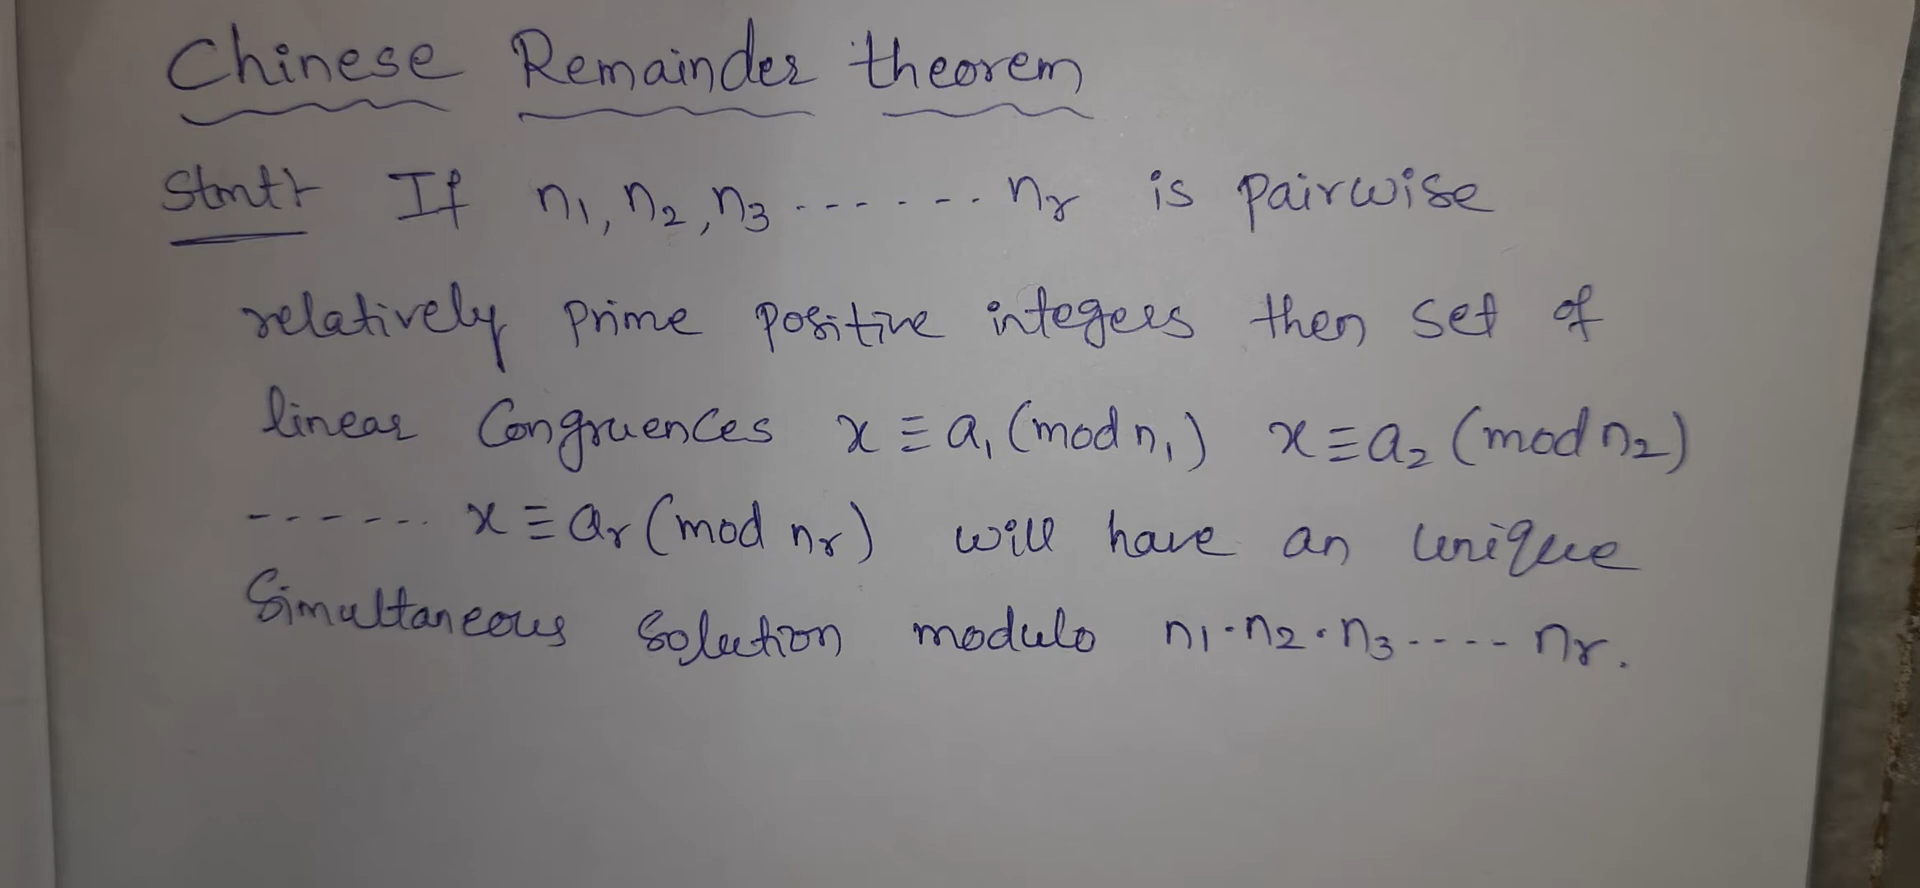 Chinese Remainder theorem
Stmt:- If n₁, n₂, n₃ ------- nᵣ is pairwise
relatively prime positive integers then set of
linear Congruences x ≡ a₁ (mod n₁) x ≡ a₂ (mod n₂)
------- x ≡ aᵣ (mod nᵣ) will have an unique
Simultaneous Solution modulo n₁·n₂·n₃---- nᵣ.